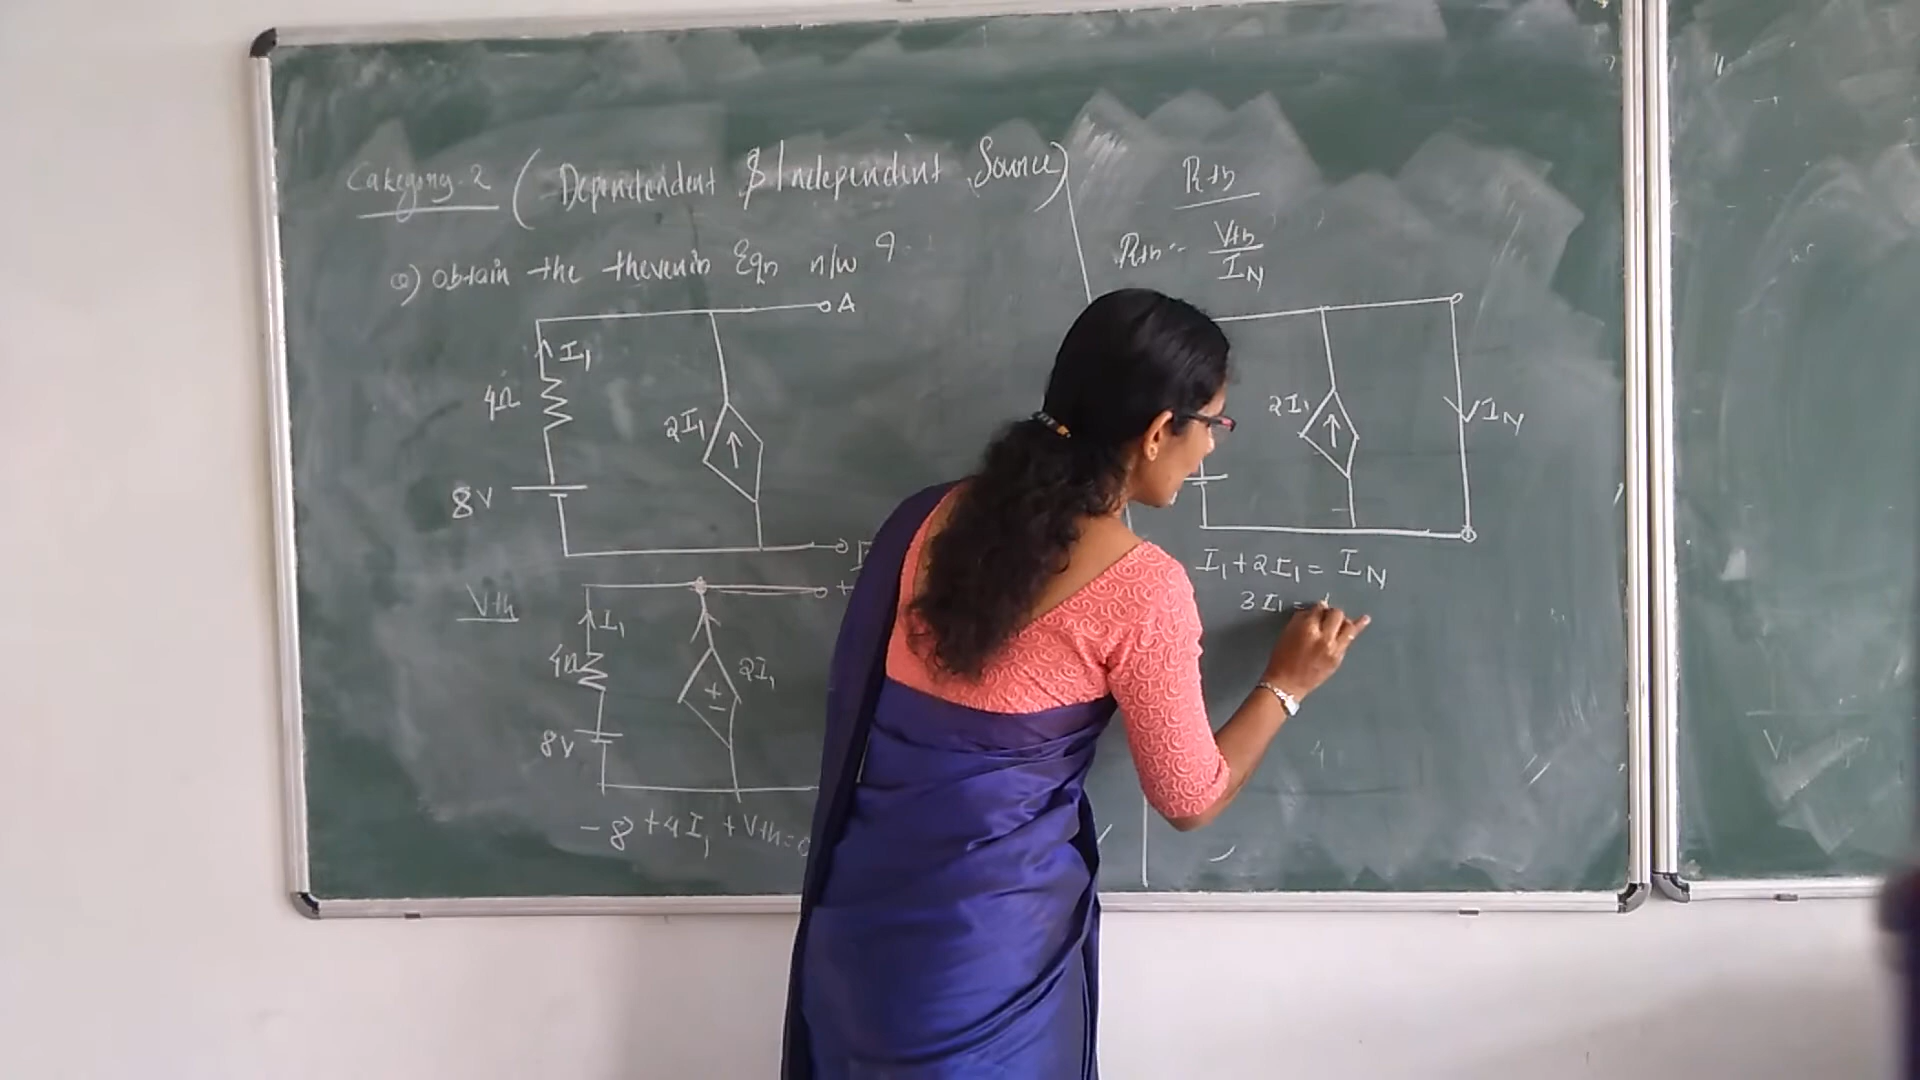 Category-2 (Dependendent & Independent Source)
Q) Obtain the thevenin Eqn n/w ?
A
I1
4Ω
2I1
8V
Vth
+
I1
4Ω
2I1
+
-
8V
-8+4I1+Vth=0
Rth
Rth = Vth
IN
2I1
IN
I1+2I1 = IN
3I1 =